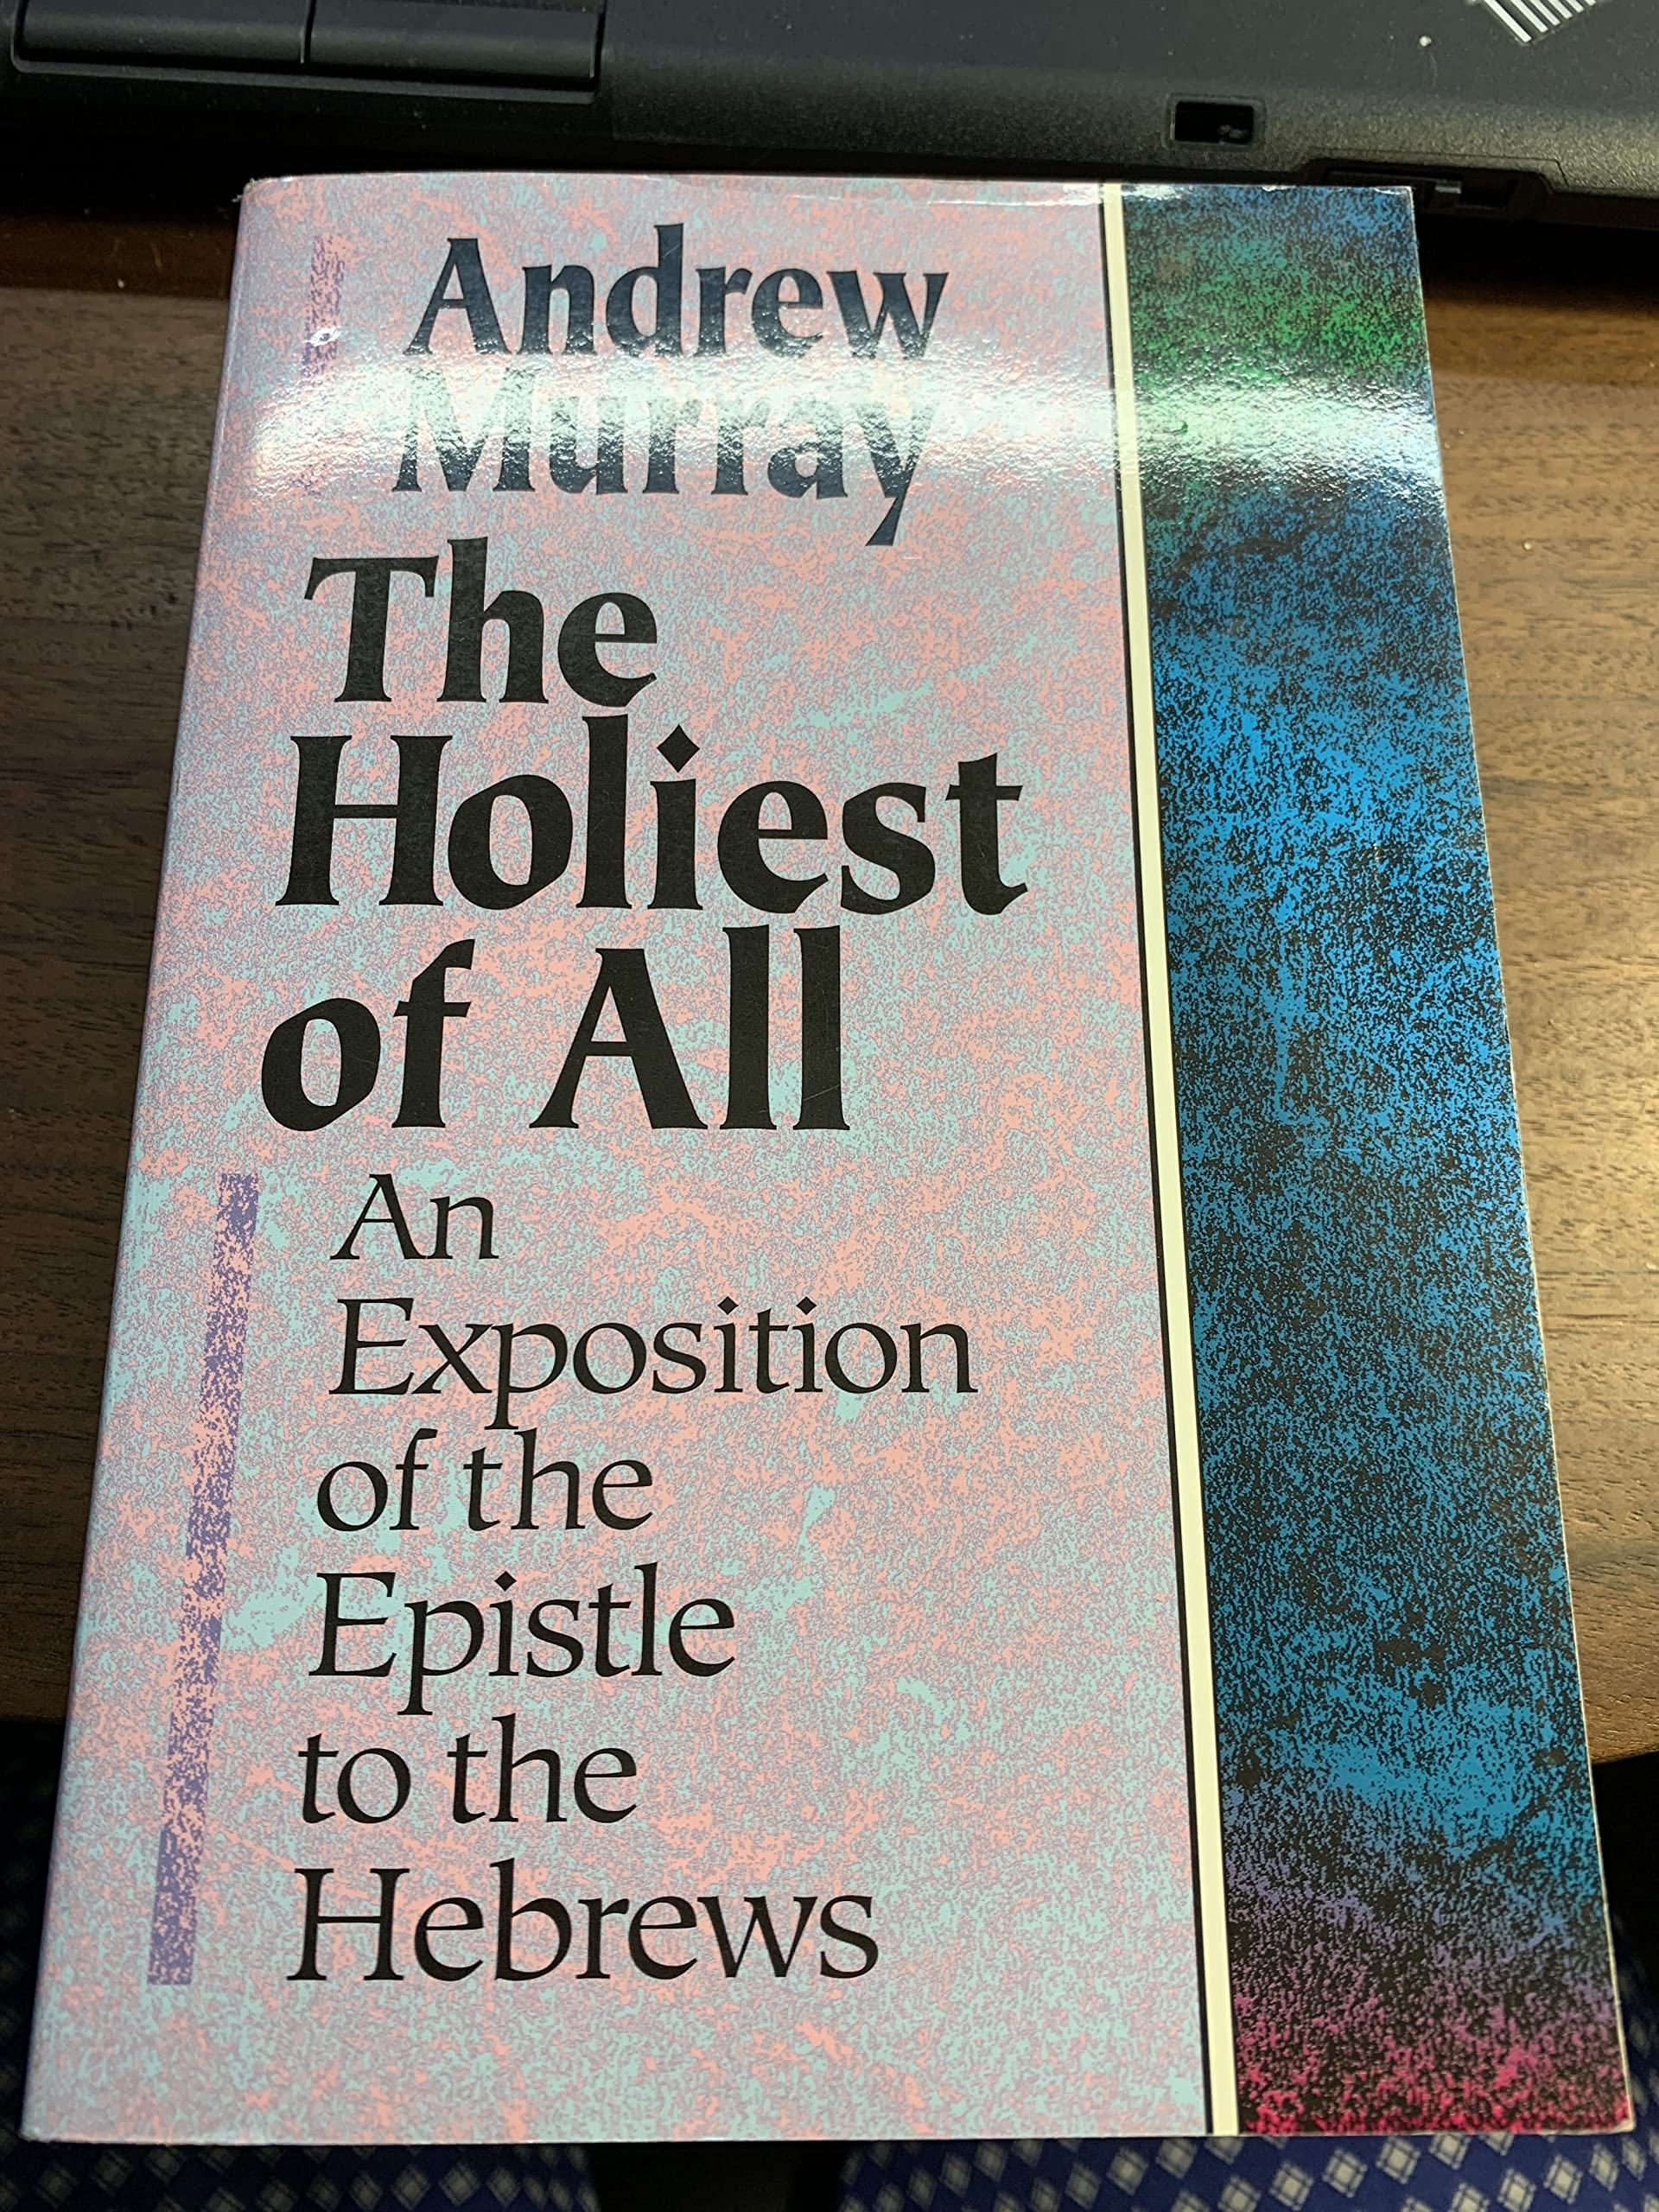 Andrew
Murray
The
Holiest
of All
An
Exposition
of the
Epistle
to the
Hebrews